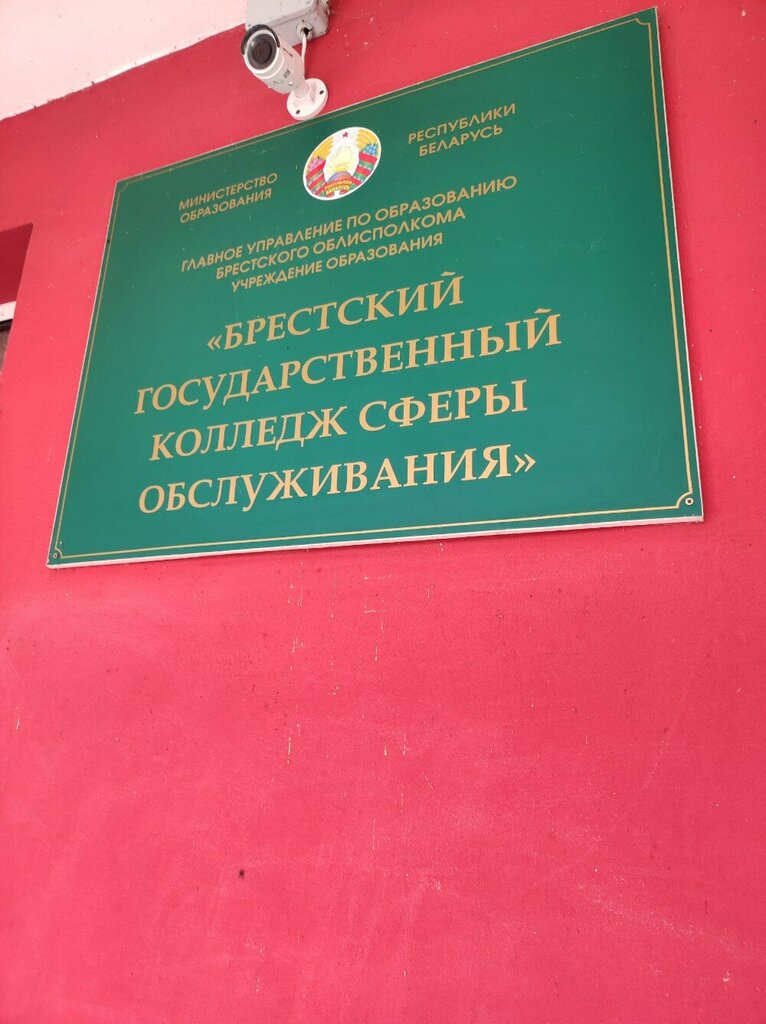 МИНИСТЕРСТВО
ОБРАЗОВАНИЯ
РЕСПУБЛИКИ
БЕЛАРУСЬ
ГЛАВНОЕ УПРАВЛЕНИЕ ПО ОБРАЗОВАНИЮ
БРЕСТСКОГО ОБЛИСПОЛКОМА
УЧРЕЖДЕНИЕ ОБРАЗОВАНИЯ
«БРЕСТСКИЙ
ГОСУДАРСТВЕННЫЙ
КОЛЛЕДЖ СФЕРЫ
ОБСЛУЖИВАНИЯ»